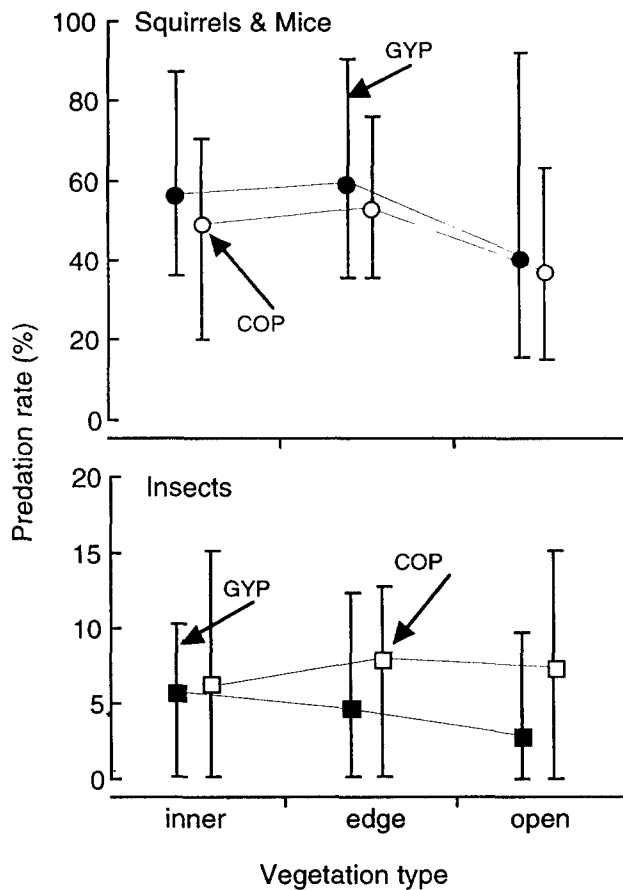 Squirrels & Mice
100
80
60
40
20
0
GYP
COP
Predation rate (%)
Insects
20
15
10
5
0
GYP
COP
inner edge open
Vegetation type